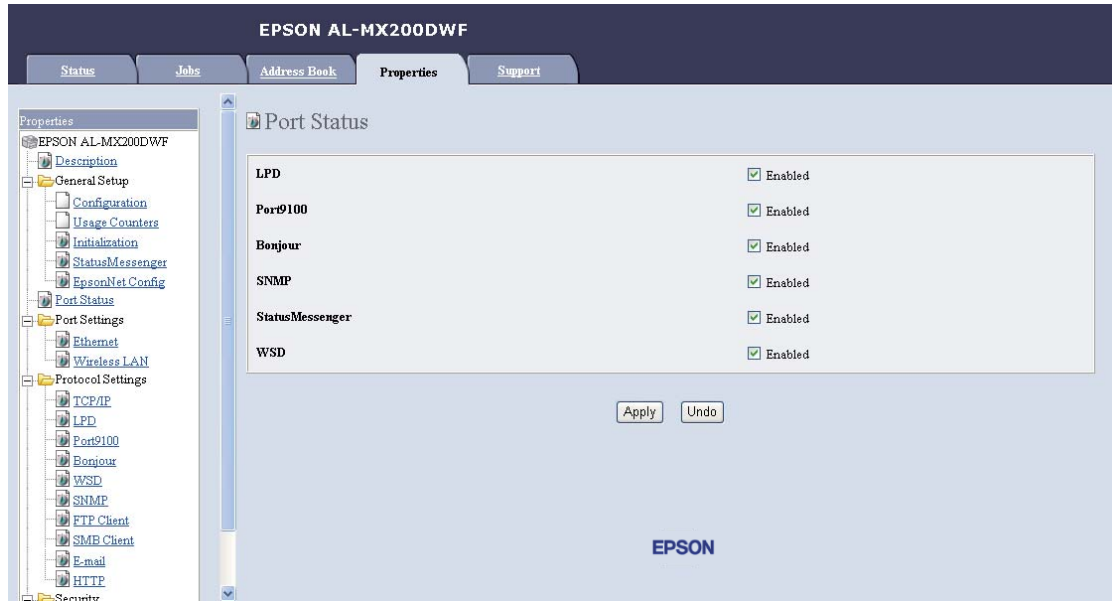 EPSON AL-MX200DWF
Status
Jobs
Address Book
Properties
Support
Properties
EPSON AL-MX200DWF
Description
General Setup
Configuration
Usage Counters
Initialization
StatusMessenger
EpsonNet Config
Port Status
Port Settings
Ethernet
Wireless LAN
Protocol Settings
TCP/IP
LPD
Port9100
Bonjour
WSD
SNMP
FTP Client
SMB Client
E-mail
HTTP
Security
Port Status
LPD Enabled
Port9100 Enabled
Bonjour Enabled
SNMP Enabled
StatusMessenger Enabled
WSD Enabled
Apply Undo
EPSON